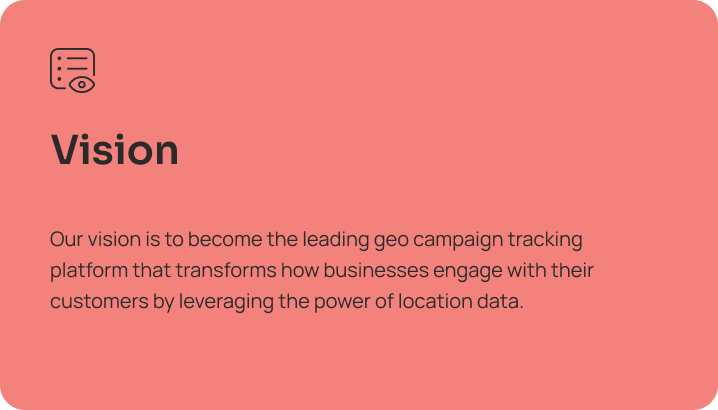 Vision
Our vision is to become the leading geo campaign tracking
platform that transforms how businesses engage with their
customers by leveraging the power of location data.